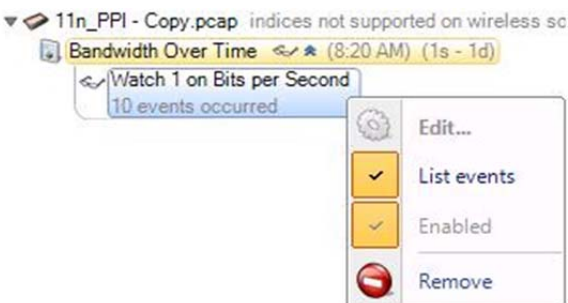 11n_PPI - Copy.pcap indices not supported on wireless sc
Bandwidth Over Time (8:20 AM) (1s - 1d)
Watch 1 on Bits per Second
10 events occurred
Edit...
List events
Enabled
Remove